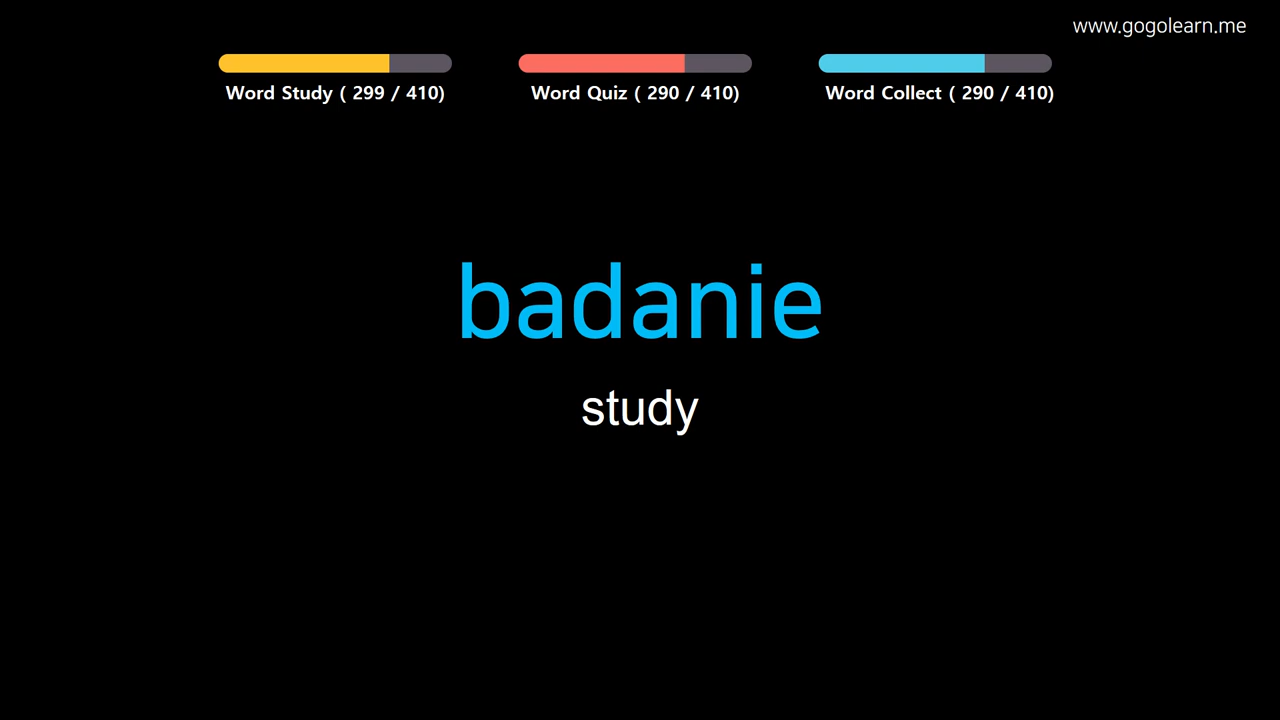 www.gogolearn.me
Word Study ( 299 / 410)
Word Quiz ( 290 / 410)
Word Collect ( 290 / 410)
badanie
study